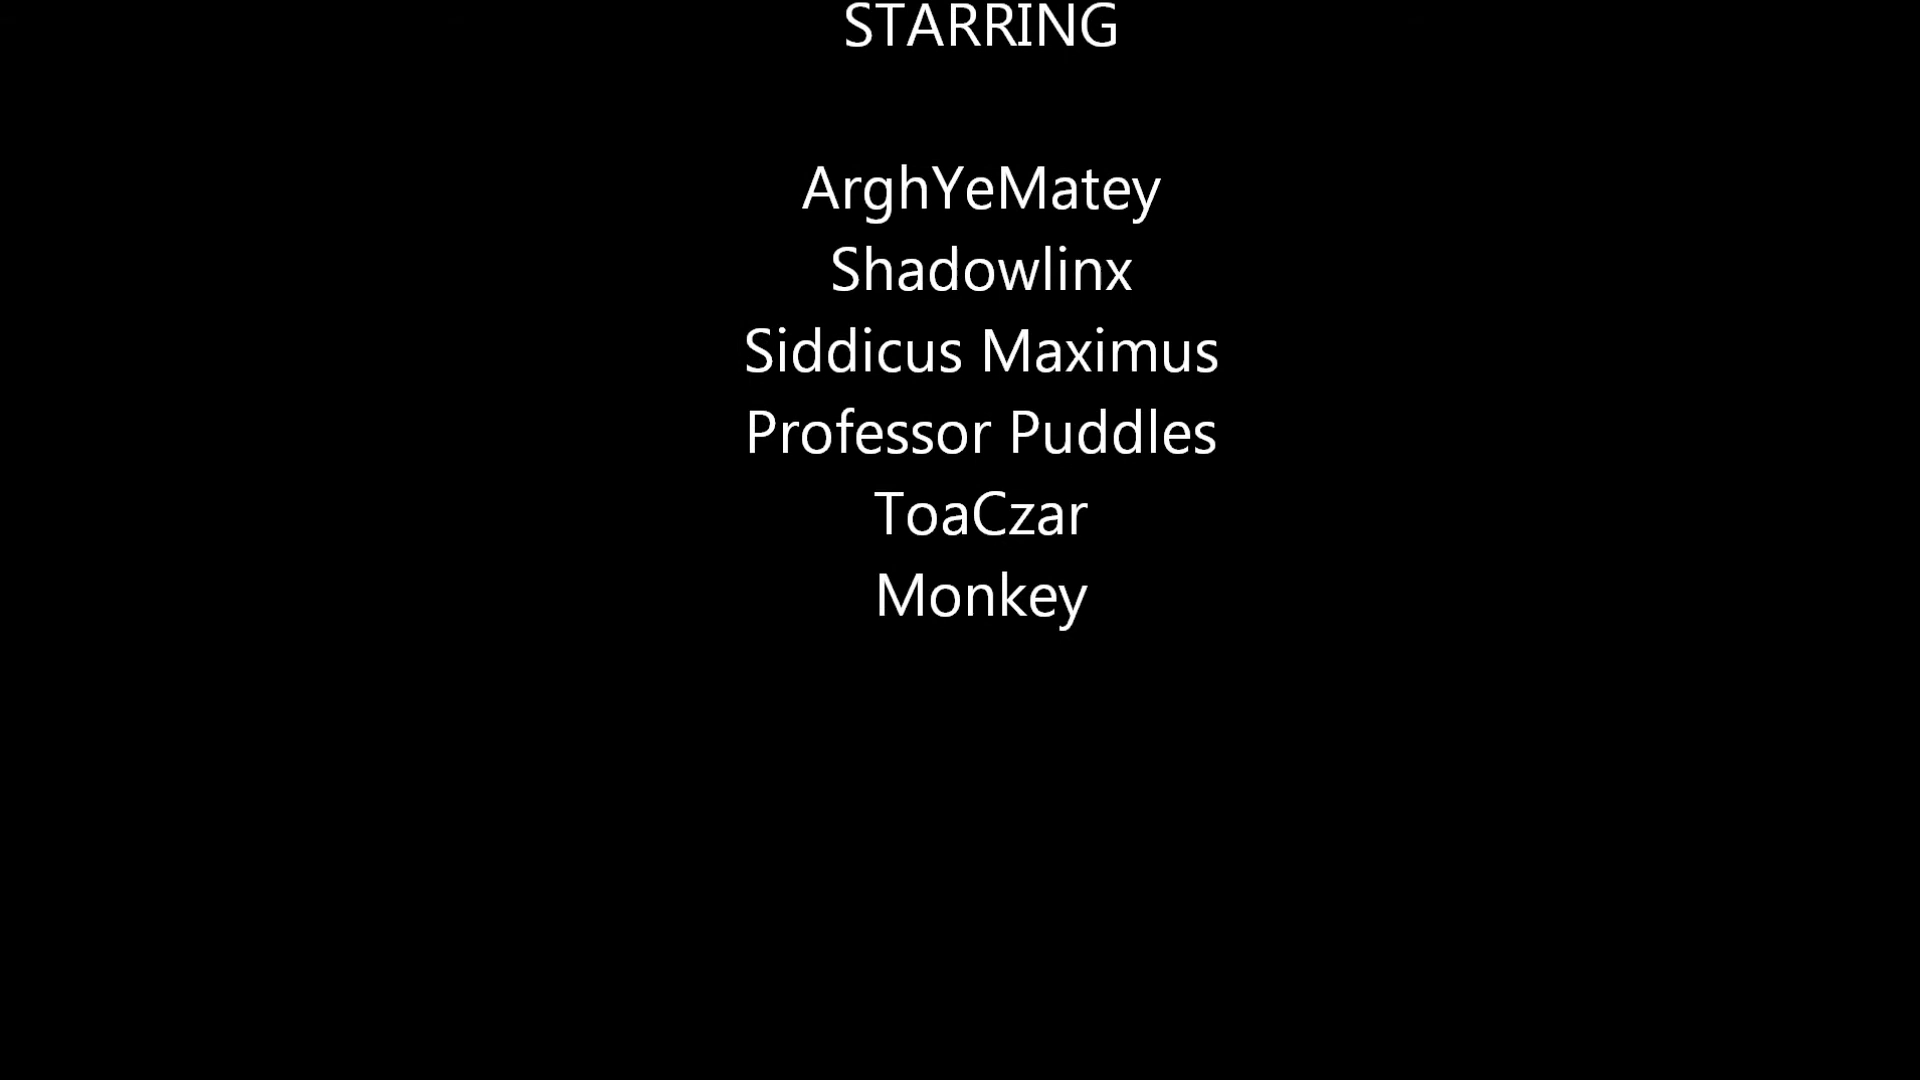 STARRING
ArghYeMatey
Shadowlinx
Siddicus Maximus
Professor Puddles
ToaCzar
Monkey